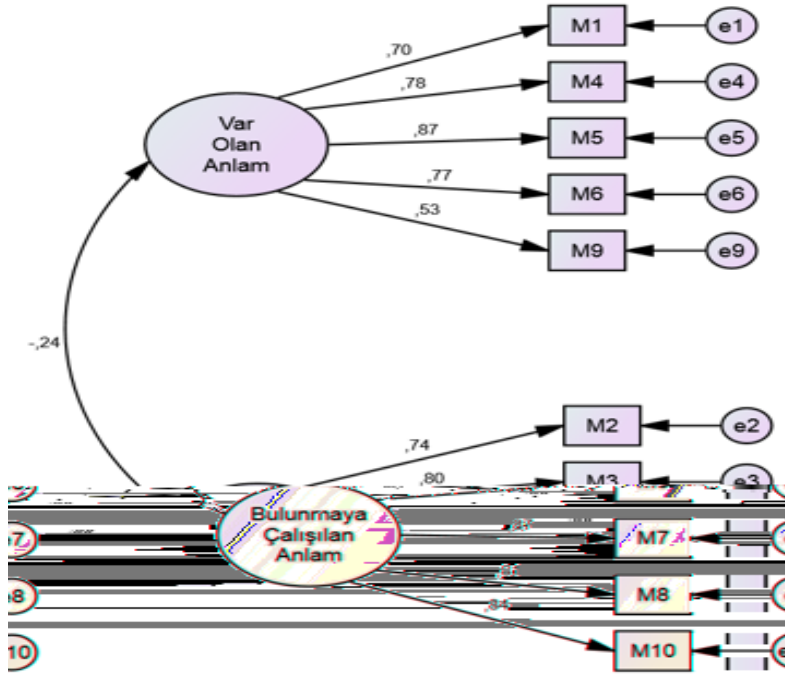 M1
e1
,70
M4
e4
,78
Var
Olan
Anlam
M5
e5
,87
M6
e6
,77
,53
M9
e9
-,24
M2
e2
,74
M3
e3
,80
Bulunmaya
Çalışılan
Anlam
M7
M8
,84
M10